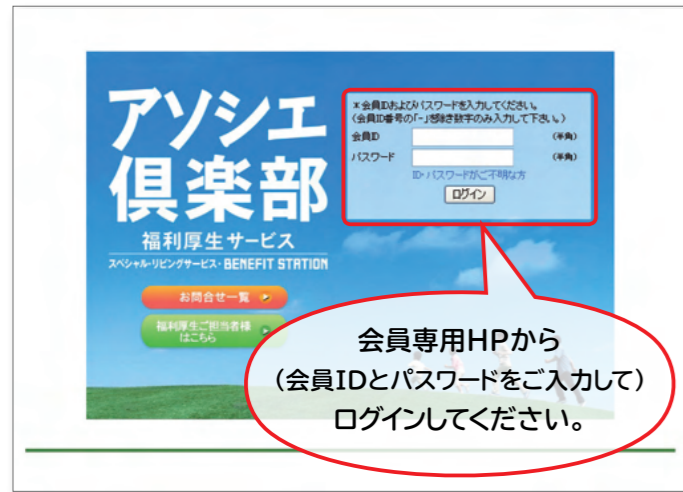 アソシエ
倶楽部
福利厚生サービス
スペシャル・リビングサービス・BENEFIT STATION
お問合せ一覧
福利厚生ご担当者様
はこちら
＊会員IDおよびパスワードを入力してください。
(会員ID番号の「-」を除き数字のみ入力して下さい。)
会員ID (半角)
パスワード (半角)
ID・パスワードがご不明な方
ログイン
会員専用HPから
(会員IDとパスワードをご入力して)
ログインしてください。